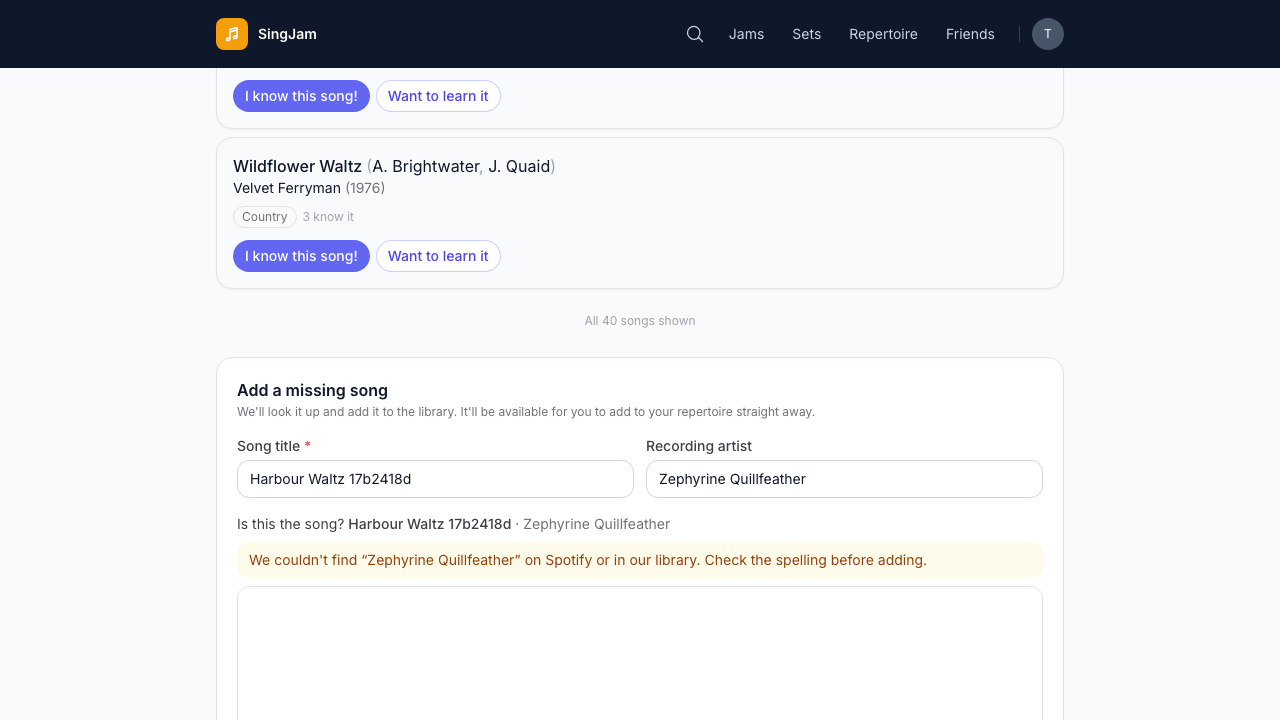 SingJam
Jams
Sets
Repertoire
Friends
T
I know this song!
Want to learn it
Wildflower Waltz (A. Brightwater, J. Quaid)
Velvet Ferryman (1976)
Country
3 know it
I know this song!
Want to learn it
All 40 songs shown
Add a missing song
We'll look it up and add it to the library. It'll be available for you to add to your repertoire straight away.
Song title *
Recording artist
Harbour Waltz 17b2418d
Zephyrine Quillfeather
Is this the song? Harbour Waltz 17b2418d · Zephyrine Quillfeather
We couldn't find “Zephyrine Quillfeather” on Spotify or in our library. Check the spelling before adding.